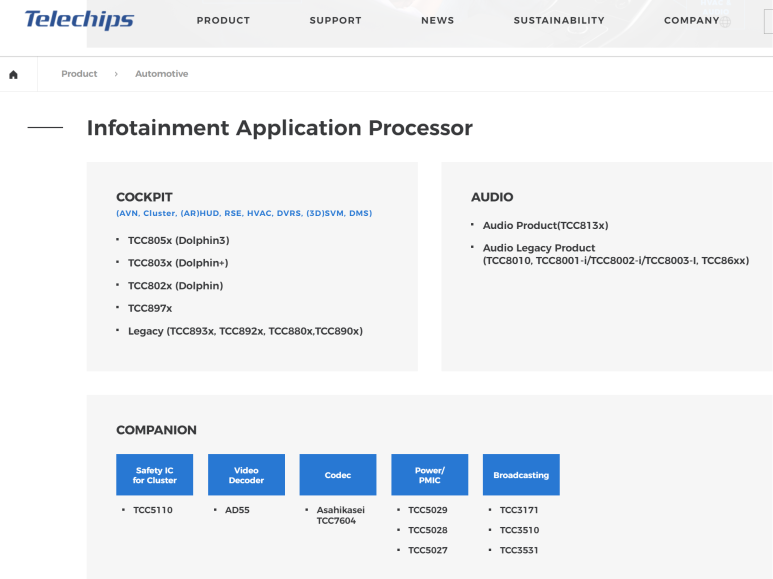 Telechips
PRODUCT
SUPPORT
NEWS
SUSTAINABILITY
COMPANY
Product › Automotive
Infotainment Application Processor
COCKPIT
(AVN, Cluster, (AR)HUD, RSE, HVAC, DVRS, (3D)SVM, DMS)
TCC805x (Dolphin3)
TCC803x (Dolphin+)
TCC802x (Dolphin)
TCC897x
Legacy (TCC893x, TCC892x, TCC880x,TCC890x)
AUDIO
Audio Product(TCC813x)
Audio Legacy Product
(TCC8010, TCC8001-i/TCC8002-i/TCC8003-I, TCC86xx)
COMPANION
Safety IC
for Cluster
TCC5110
Video
Decoder
AD55
Codec
Asahikasei
TCC7604
Power/
PMIC
TCC5029
TCC5028
TCC5027
Broadcasting
TCC3171
TCC3510
TCC3531